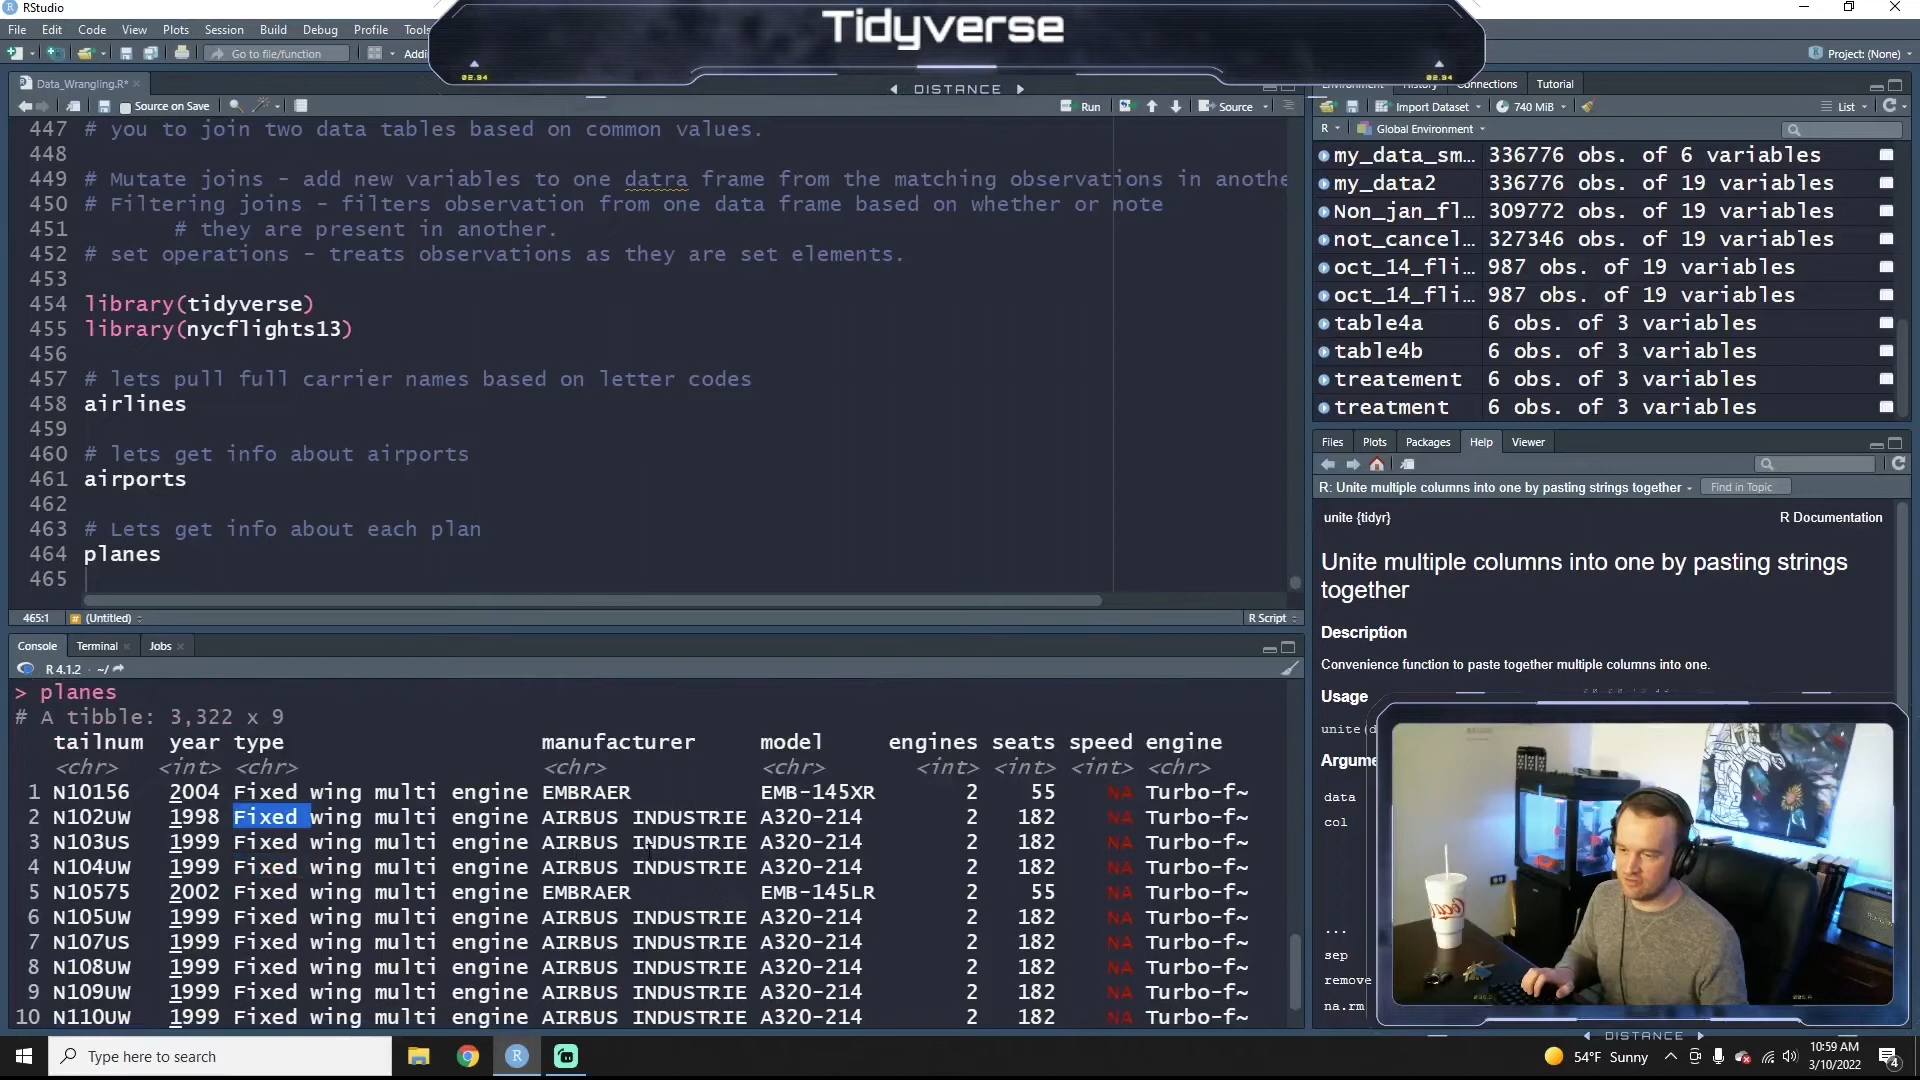 RStudio
Tidyverse
File Edit Code View Plots Session Build Debug Profile Tools
Go to file/function
Addi
Project: (None)
02.94
02.94
DISTANCE
Data_Wrangling.R*
Source on Save
Run
Source
447 # you to join two data tables based on common values.
448
449 # Mutate joins - add new variables to one datra frame from the matching observations in anothe
450 # Filtering joins - filters observation from one data frame based on whether or note
451 # they are present in another.
452 # set operations - treats observations as they are set elements.
453
454 library(tidyverse)
455 library(nycflights13)
456
457 # lets pull full carrier names based on letter codes
458 airlines
459
460 # lets get info about airports
461 airports
462
463 # Lets get info about each plan
464 planes
465
465:1 (Untitled) R Script
Console Terminal Jobs
R 4.1.2 · ~/
> planes
# A tibble: 3,322 x 9
tailnum year type manufacturer model engines seats speed engine
<chr> <int> <chr> <chr> <chr> <int> <int> <int> <chr>
1 N10156 2004 Fixed wing multi engine EMBRAER EMB-145XR 2 55 NA Turbo-f~
2 N102UW 1998 Fixed wing multi engine AIRBUS INDUSTRIE A320-214 2 182 NA Turbo-f~
3 N103US 1999 Fixed wing multi engine AIRBUS INDUSTRIE A320-214 2 182 NA Turbo-f~
4 N104UW 1999 Fixed wing multi engine AIRBUS INDUSTRIE A320-214 2 182 NA Turbo-f~
5 N10575 2002 Fixed wing multi engine EMBRAER EMB-145LR 2 55 NA Turbo-f~
6 N105UW 1999 Fixed wing multi engine AIRBUS INDUSTRIE A320-214 2 182 NA Turbo-f~
7 N107US 1999 Fixed wing multi engine AIRBUS INDUSTRIE A320-214 2 182 NA Turbo-f~
8 N108UW 1999 Fixed wing multi engine AIRBUS INDUSTRIE A320-214 2 182 NA Turbo-f~
9 N109UW 1999 Fixed wing multi engine AIRBUS INDUSTRIE A320-214 2 182 NA Turbo-f~
10 N110UW 1999 Fixed wing multi engine AIRBUS INDUSTRIE A320-214 2 182 NA Turbo-f~
Environment History Connections Tutorial
Import Dataset 740 MiB List
R Global Environment
my_data_sm... 336776 obs. of 6 variables
my_data2 336776 obs. of 19 variables
Non_jan_fl... 309772 obs. of 19 variables
not_cancel... 327346 obs. of 19 variables
oct_14_fli... 987 obs. of 19 variables
oct_14_fli... 987 obs. of 19 variables
table4a 6 obs. of 3 variables
table4b 6 obs. of 3 variables
treatement 6 obs. of 3 variables
treatment 6 obs. of 3 variables
Files Plots Packages Help Viewer
R: Unite multiple columns into one by pasting strings together Find in Topic
unite {tidyr} R Documentation
Unite multiple columns into one by pasting strings
together
Description
Convenience function to paste together multiple columns into one.
Usage
unite(d
Argume
data
col
...
sep
remove
na.rm
DISTANCE
Type here to search
54°F Sunny
10:59 AM
3/10/2022
4